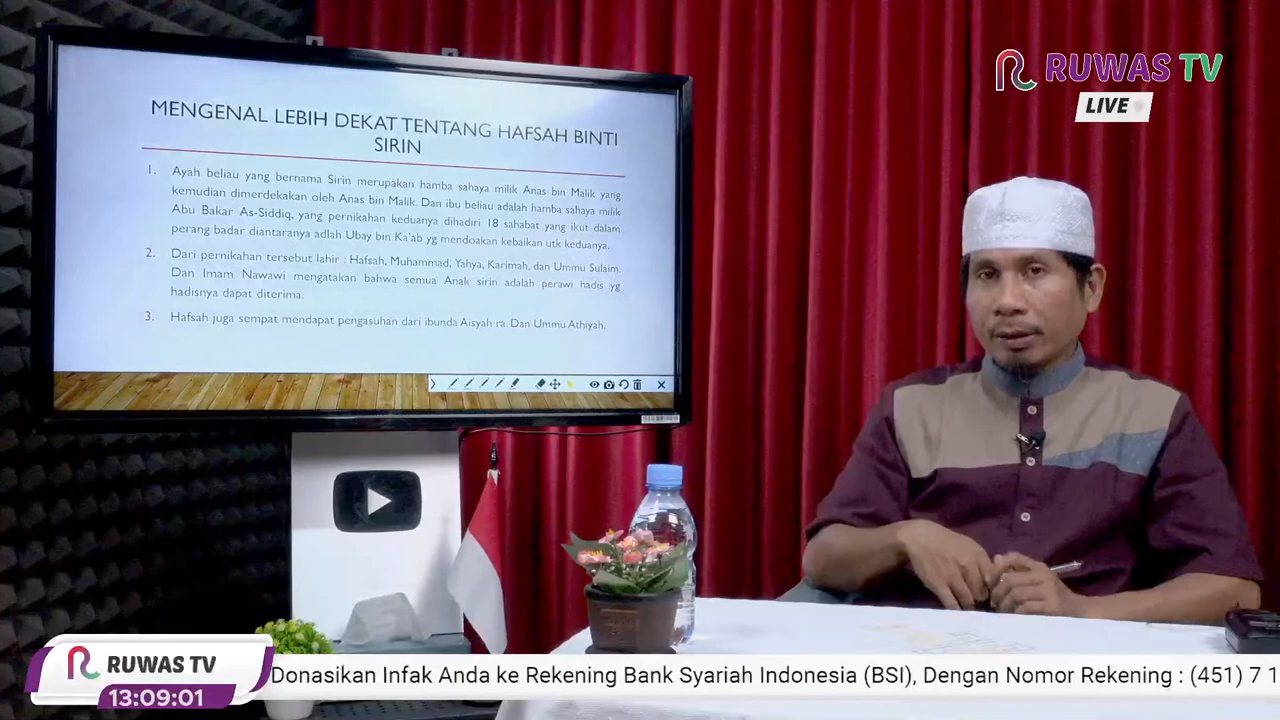 RUWAS TV
LIVE
MENGENAL LEBIH DEKAT TENTANG HAFSAH BINTI
SIRIN
1. Ayah beliau yang bernama Sirin merupakan hamba sahaya milik Anas bin Malik yang
kemudian dimerdekakan oleh Anas bin Malik. Dan ibu beliau adalah hamba sahaya milik
Abu Bakar As-Siddiq, yang pernikahan keduanya dihadiri 18 sahabat yang ikut dalam
perang badar diantaranya adlah Ubay bin Ka'ab yg mendoakan kebaikan utk keduanya.
2. Dari pernikahan tersebut lahir : Hafsah, Muhammad, Yahya, Karimah, dan Ummu Sulaim.
Dan Imam Nawawi mengatakan bahwa semua Anak sirin adalah perawi hadis yg
hadisnya dapat diterima.
3. Hafsah juga sempat mendapat pengasuhan dari ibunda Aisyah ra. Dan Ummu Athiyah.
RUWAS TV
13:09:01
Donasikan Infak Anda ke Rekening Bank Syariah Indonesia (BSI), Dengan Nomor Rekening : (451) 7 1